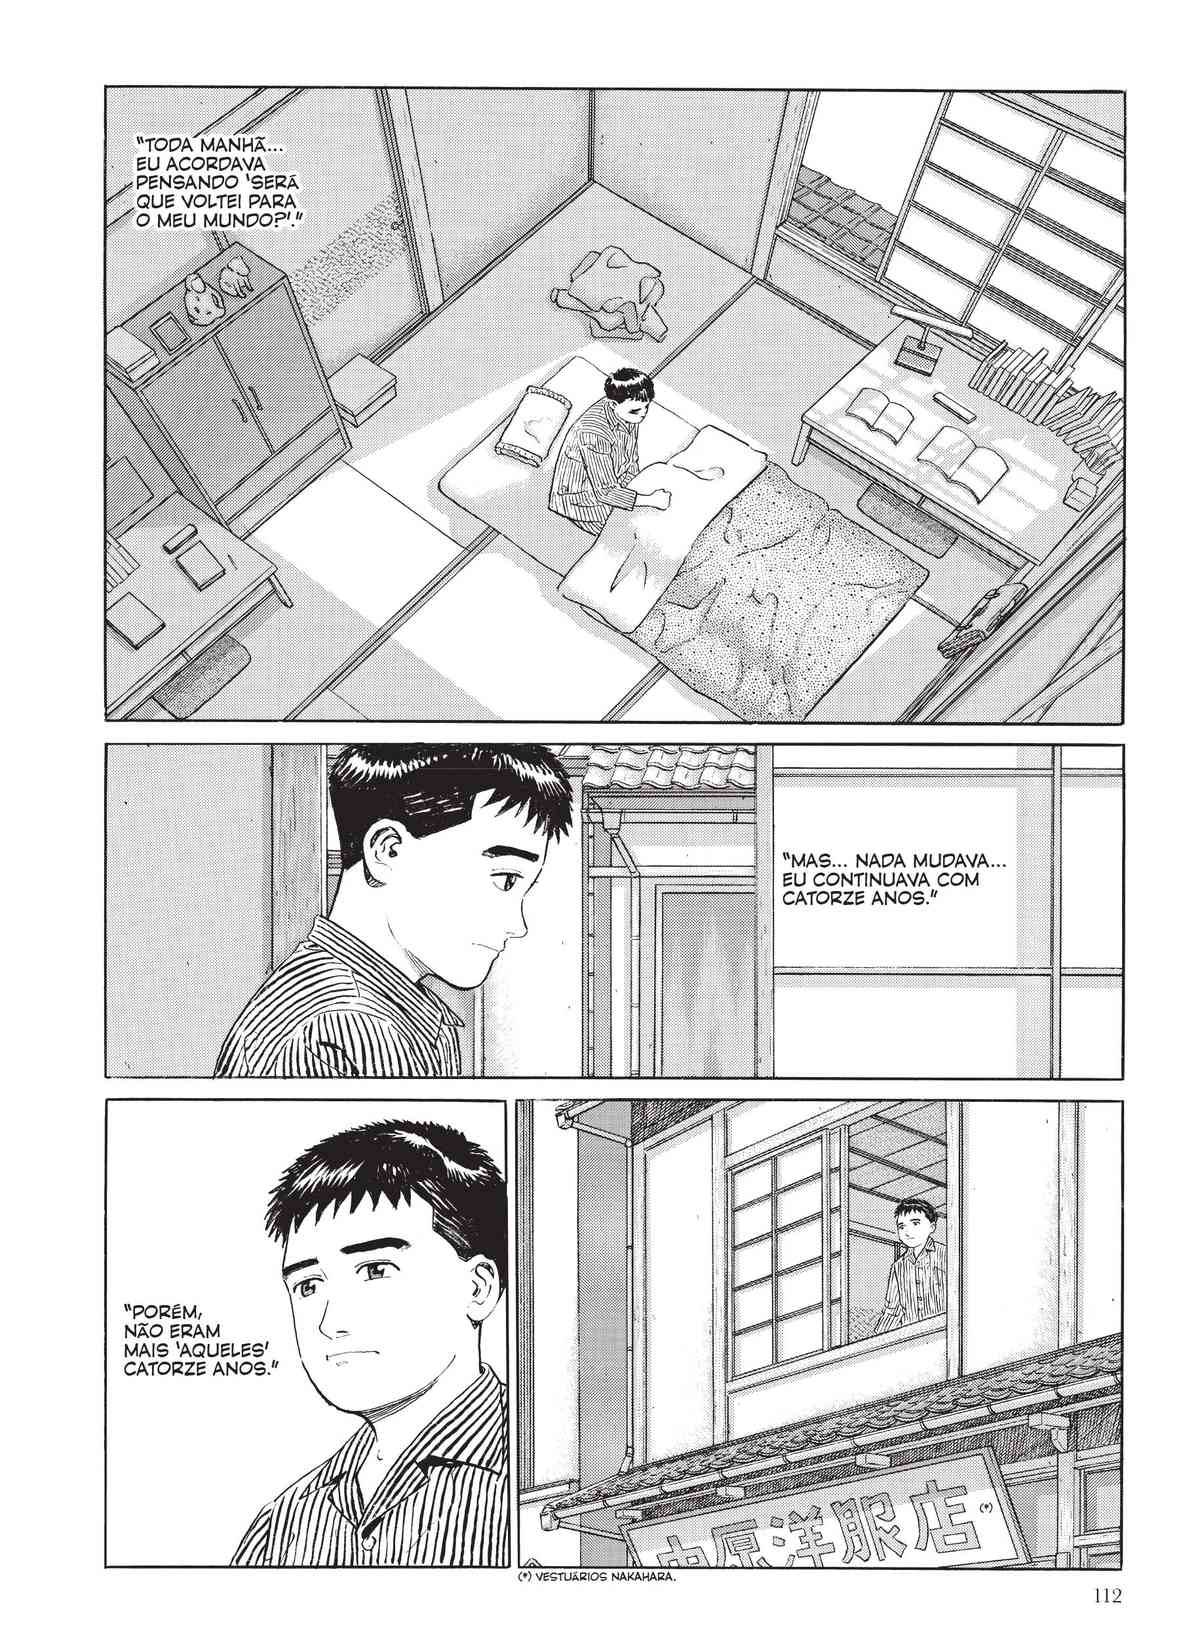 "TODA MANHÃ...
EU ACORDAVA
PENSANDO 'SERÁ
QUE VOLTEI PARA
O MEU MUNDO?'."
"MAS... NADA MUDAVA...
EU CONTINUAVA COM
CATORZE ANOS."
"PORÉM,
NÃO ERAM
MAIS 'AQUELES'
CATORZE ANOS."
中原洋服店 (*)
(*) VESTUÁRIOS NAKAHARA.
112